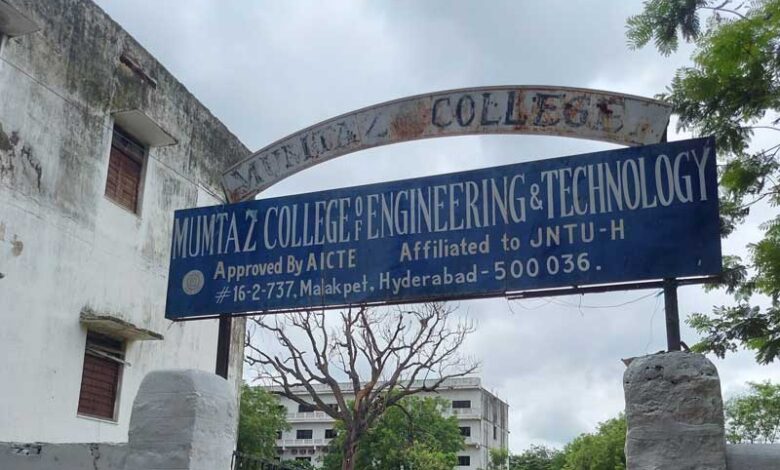 MUMTAZ COLLEGE
MUMTAZ COLLEGE OF ENGINEERING & TECHNOLOGY
Approved By AICTE Affiliated to JNTU-H
#16-2-737, Malakpet, Hyderabad-500 036.